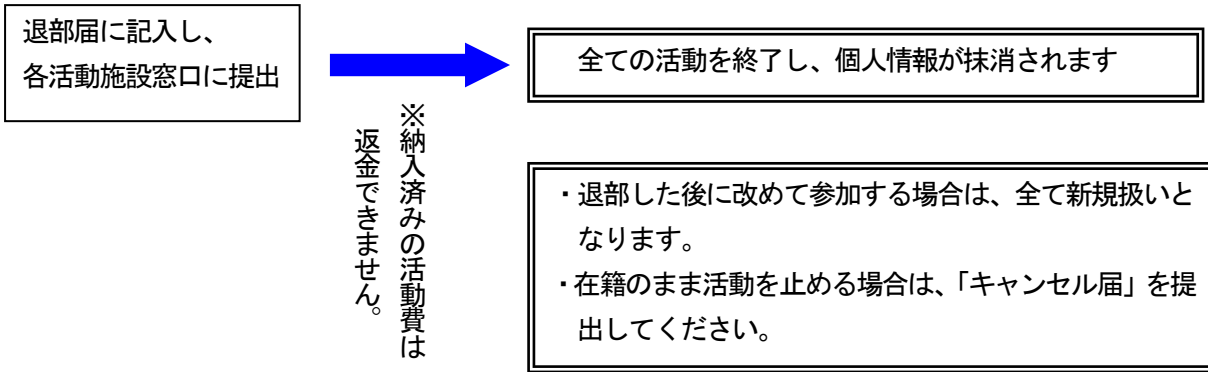 退部届に記入し、
各活動施設窓口に提出
全ての活動を終了し、個人情報が抹消されます
※納入済みの活動費は
返金できません。
・退部した後に改めて参加する場合は、全て新規扱いと
なります。
・在籍のまま活動を止める場合は、「キャンセル届」を提
出してください。